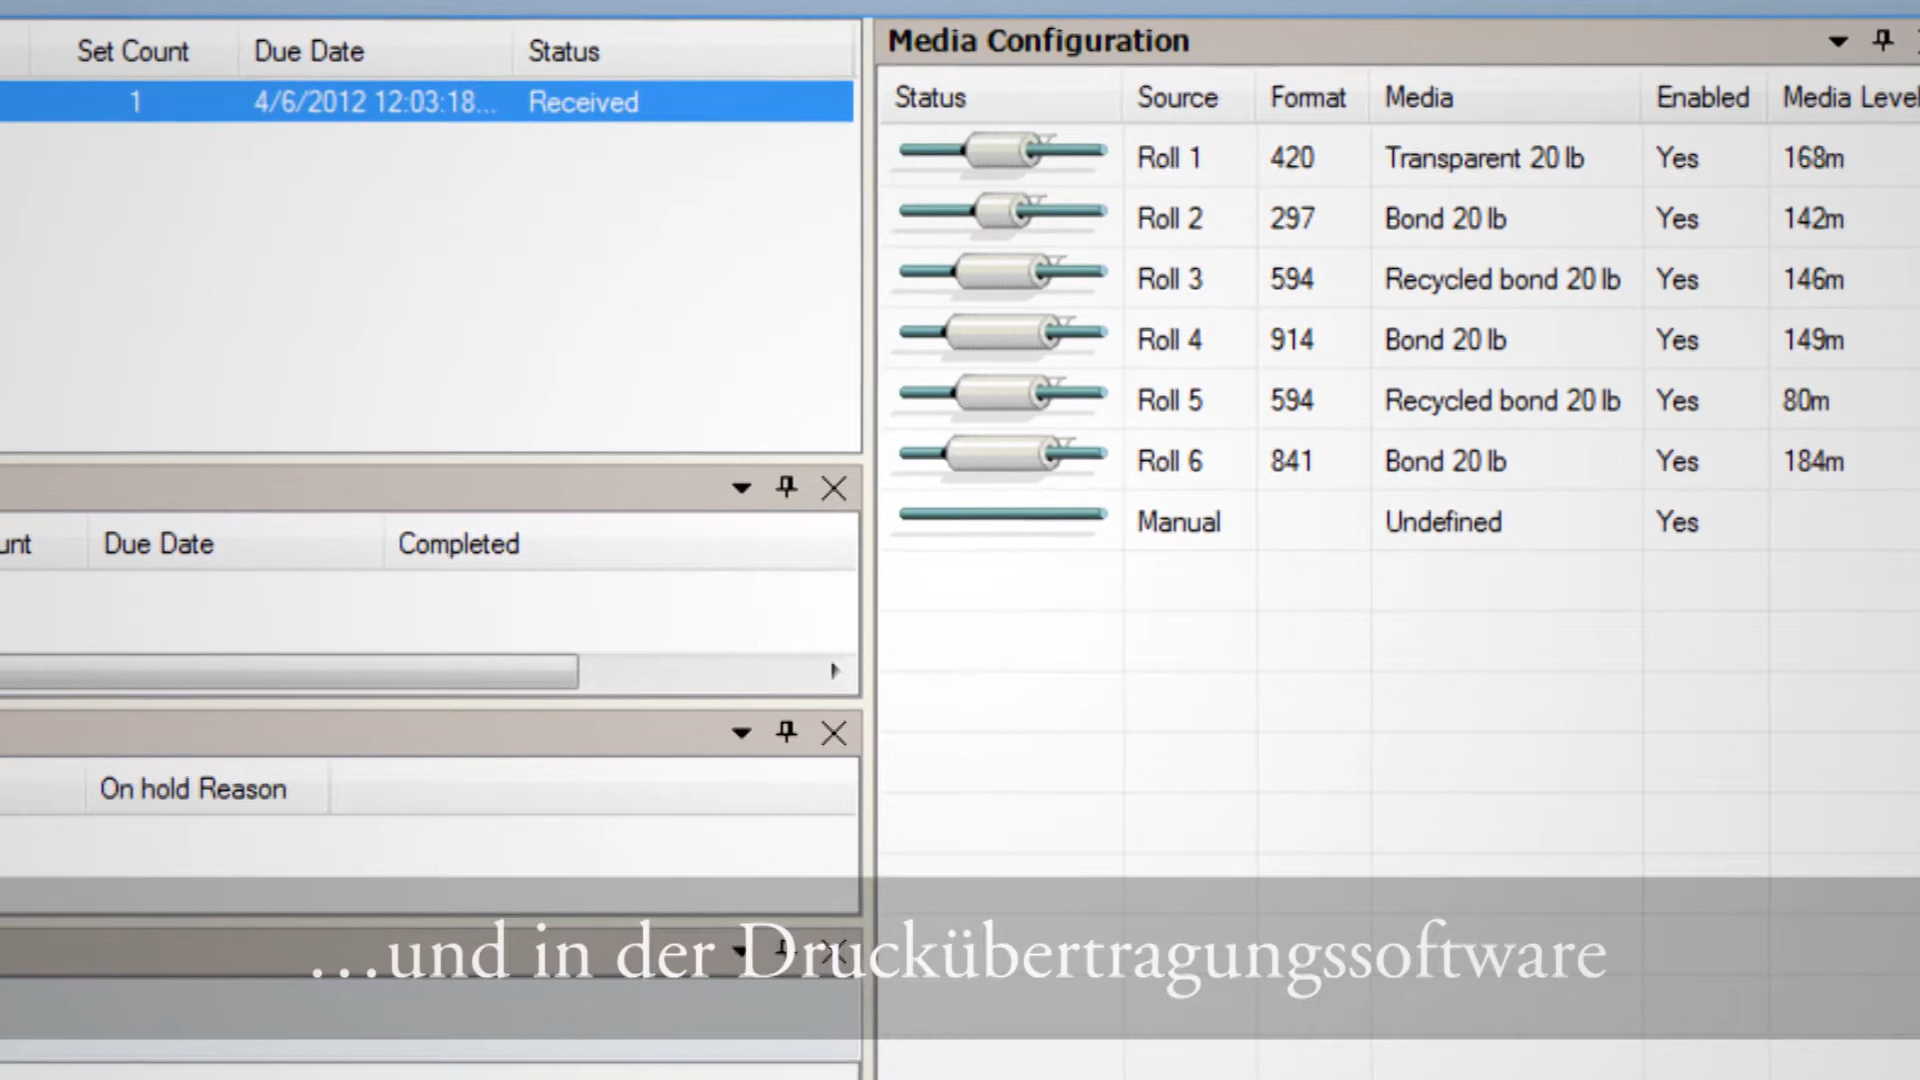 Set Count Due Date Status
1 4/6/2012 12:03:18... Received
unt Due Date Completed
On hold Reason
Media Configuration
Status Source Format Media Enabled Media Level
Roll 1 420 Transparent 20 lb Yes 168m
Roll 2 297 Bond 20 lb Yes 142m
Roll 3 594 Recycled bond 20 lb Yes 146m
Roll 4 914 Bond 20 lb Yes 149m
Roll 5 594 Recycled bond 20 lb Yes 80m
Roll 6 841 Bond 20 lb Yes 184m
Manual Undefined Yes
...und in der Druckübertragungssoftware